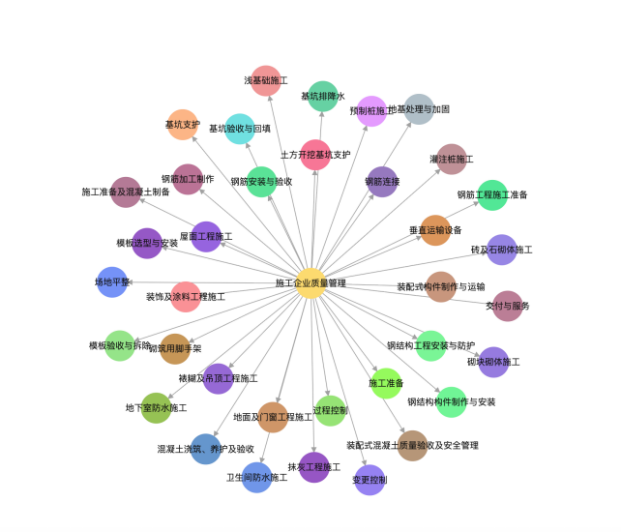 浅基础施工
基坑排降水
预制桩施工
地基处理与加固
基坑支护
基坑验收与回填
土方开挖基坑支护
灌注桩施工
钢筋加工制作
钢筋安装与验收
钢筋连接
施工准备及混凝土制备
钢筋工程施工准备
垂直运输设备
屋面工程施工
模板选型与安装
砖及石砌体施工
场地平整
施工企业质量管理
装配式构件制作与运输
装饰及涂料工程施工
交付与服务
模板验收与拆除
砌筑用脚手架
钢结构工程安装与防护
砌块砌体施工
裱糊及吊顶工程施工
施工准备
地下室防水施工
过程控制
钢结构构件制作与安装
地面及门窗工程施工
混凝土浇筑、养护及验收
装配式混凝土质量验收及安全管理
抹灰工程施工
卫生间防水施工
变更控制